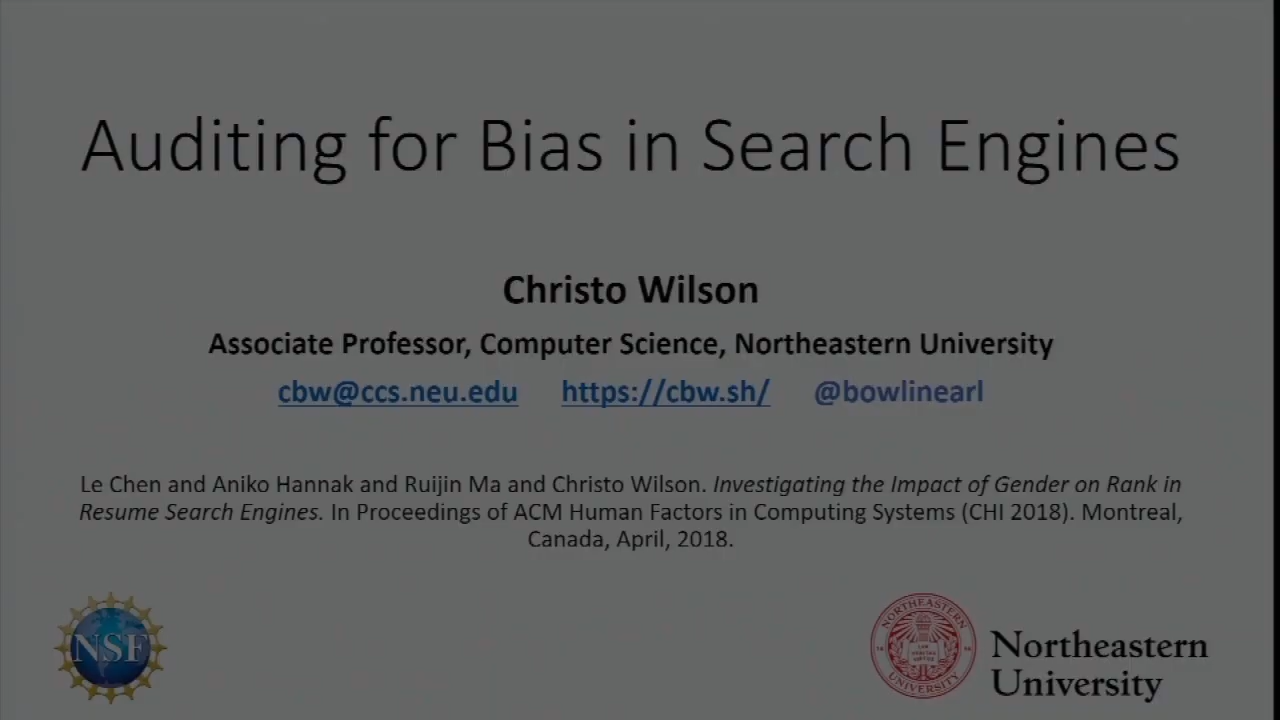 Auditing for Bias in Search Engines
Christo Wilson
Associate Professor, Computer Science, Northeastern University
cbw@ccs.neu.edu https://cbw.sh/ @bowlinearl
Le Chen and Aniko Hannak and Ruijin Ma and Christo Wilson. Investigating the Impact of Gender on Rank in
Resume Search Engines. In Proceedings of ACM Human Factors in Computing Systems (CHI 2018). Montreal,
Canada, April, 2018.
NSF
NORTHEASTERN
UNIVERSITY
Northeastern
University